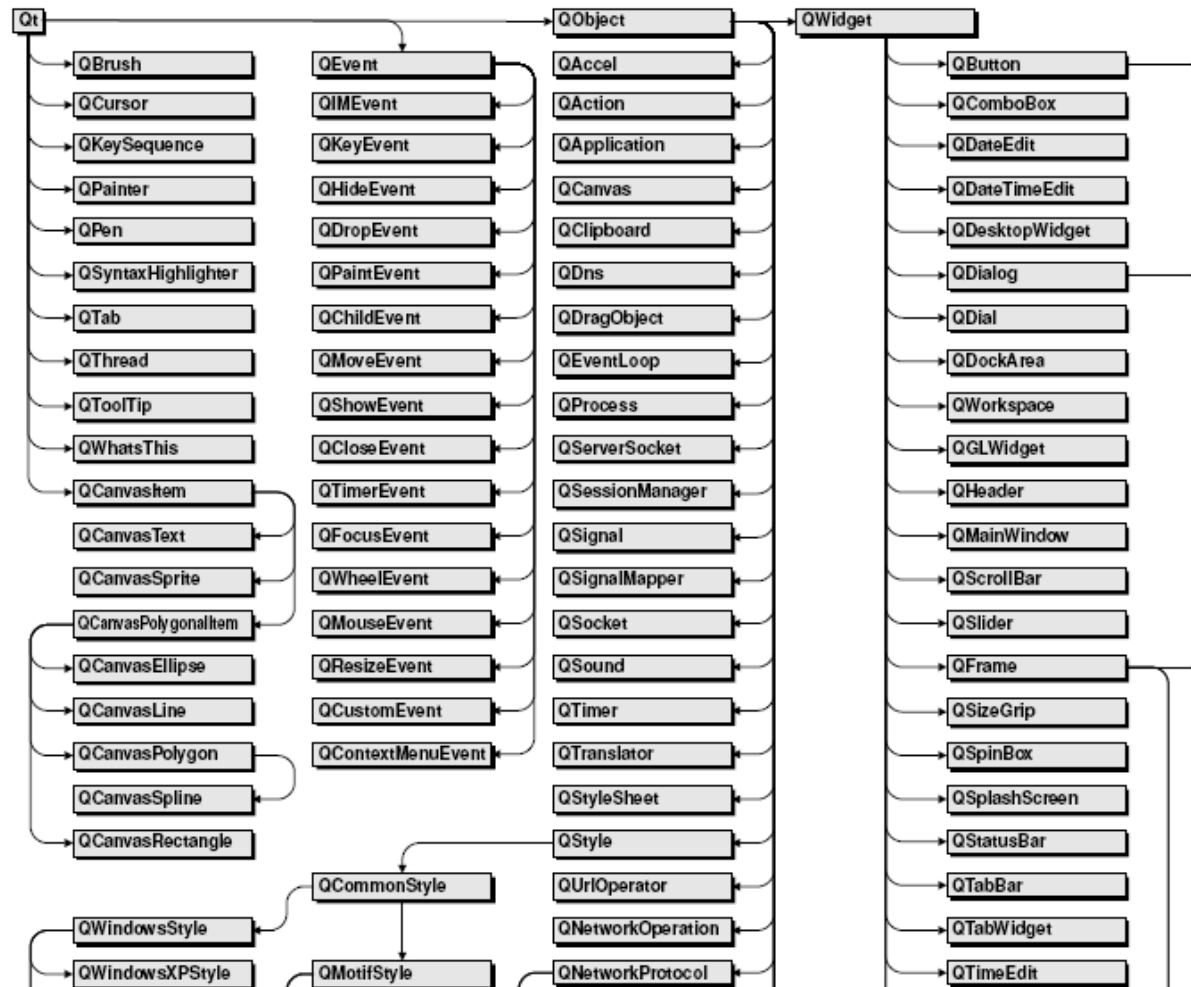 Qt
QObject
QWidget
QBrush
QEvent
QAccel
QButton
QCursor
QIMEvent
QAction
QComboBox
QKeySequence
QKeyEvent
QApplication
QDateEdit
QPainter
QHideEvent
QCanvas
QDateTimeEdit
QPen
QDropEvent
QClipboard
QDesktopWidget
QSyntaxHighlighter
QPaintEvent
QDns
QDialog
QTab
QChildEvent
QDragObject
QDial
QThread
QMoveEvent
QEventLoop
QDockArea
QToolTip
QShowEvent
QProcess
QWorkspace
QWhatsThis
QCloseEvent
QServerSocket
QGLWidget
QCanvasItem
QTimerEvent
QSessionManager
QHeader
QCanvasText
QFocusEvent
QSignal
QMainWindow
QCanvasSprite
QWheelEvent
QSignalMapper
QScrollBar
QCanvasPolygonalItem
QMouseEvent
QSocket
QSlider
QCanvasEllipse
QResizeEvent
QSound
QFrame
QCanvasLine
QCustomEvent
QTimer
QSizeGrip
QCanvasPolygon
QContextMenuEvent
QTranslator
QSpinBox
QCanvasSpline
QStyleSheet
QSplashScreen
QCanvasRectangle
QStyle
QStatusBar
QCommonStyle
QUrlOperator
QTabBar
QWindowsStyle
QNetworkOperation
QTabWidget
QWindowsXPStyle
QMotifStyle
QNetworkProtocol
QTimeEdit